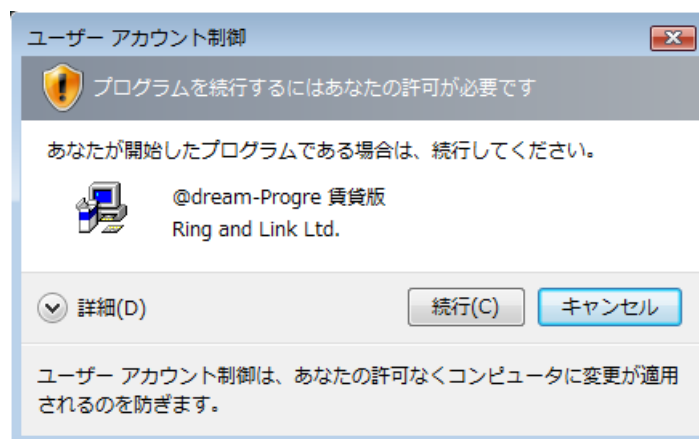 ユーザー アカウント制御
プログラムを続行するにはあなたの許可が必要です
あなたが開始したプログラムである場合は、続行してください。
@dream-Progre 賃貸版
Ring and Link Ltd.
詳細(D)
続行(C)
キャンセル
ユーザー アカウント制御は、あなたの許可なくコンピュータに変更が適用
されるのを防ぎます。